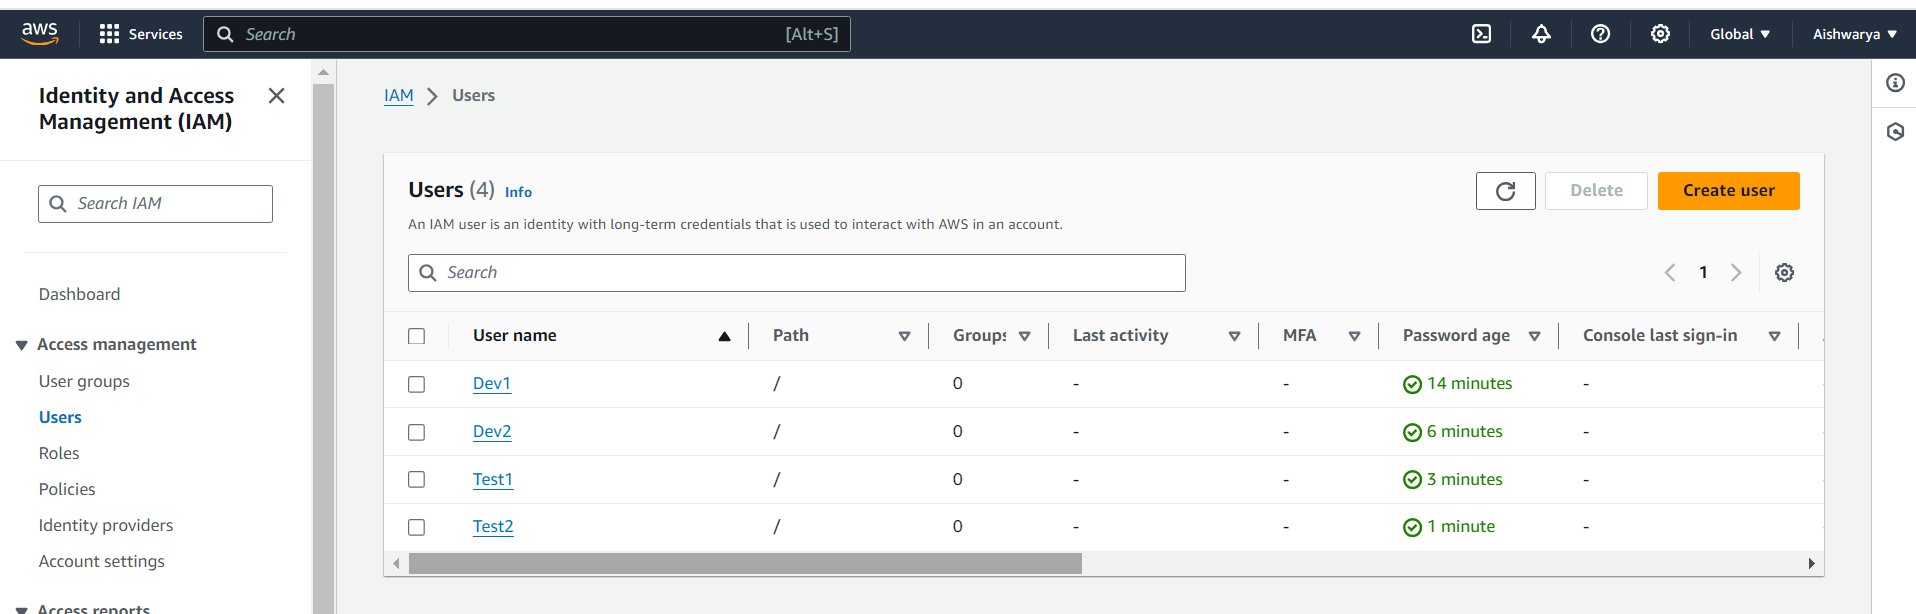 aws Services Search [Alt+S] Global Aishwarya
Identity and Access
Management (IAM)
Search IAM
Dashboard
Access management
User groups
Users
Roles
Policies
Identity providers
Account settings
Access reports
IAM > Users
Users (4) Info
Delete Create user
An IAM user is an identity with long-term credentials that is used to interact with AWS in an account.
Search
1
User name Path Groups Last activity MFA Password age Console last sign-in
Dev1 / 0 - - 14 minutes -
Dev2 / 0 - - 6 minutes -
Test1 / 0 - - 3 minutes -
Test2 / 0 - - 1 minute -